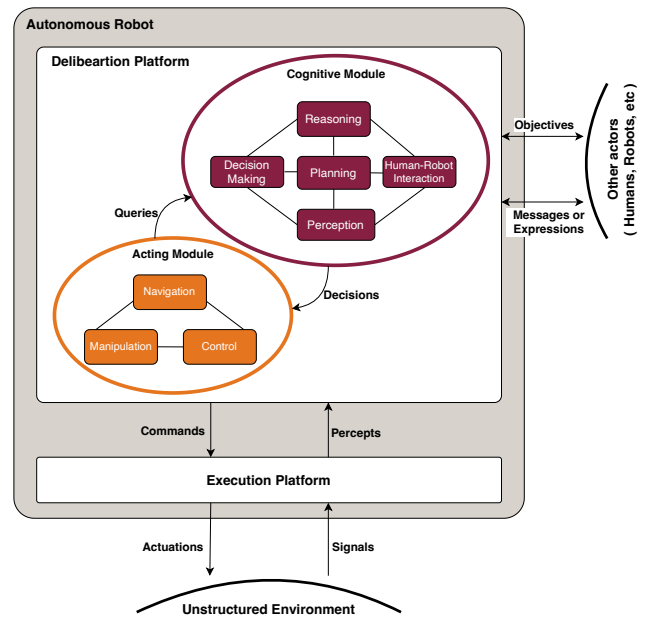 Autonomous Robot
Delibeartion Platform
Cognitive Module
Reasoning
Decision
Making
Planning
Human-Robot
Interaction
Perception
Queries
Acting Module
Navigation
Manipulation
Control
Decisions
Objectives
Messages or
Expressions
Other actors
( Humans, Robots, etc )
Commands
Percepts
Execution Platform
Actuations
Signals
Unstructured Environment